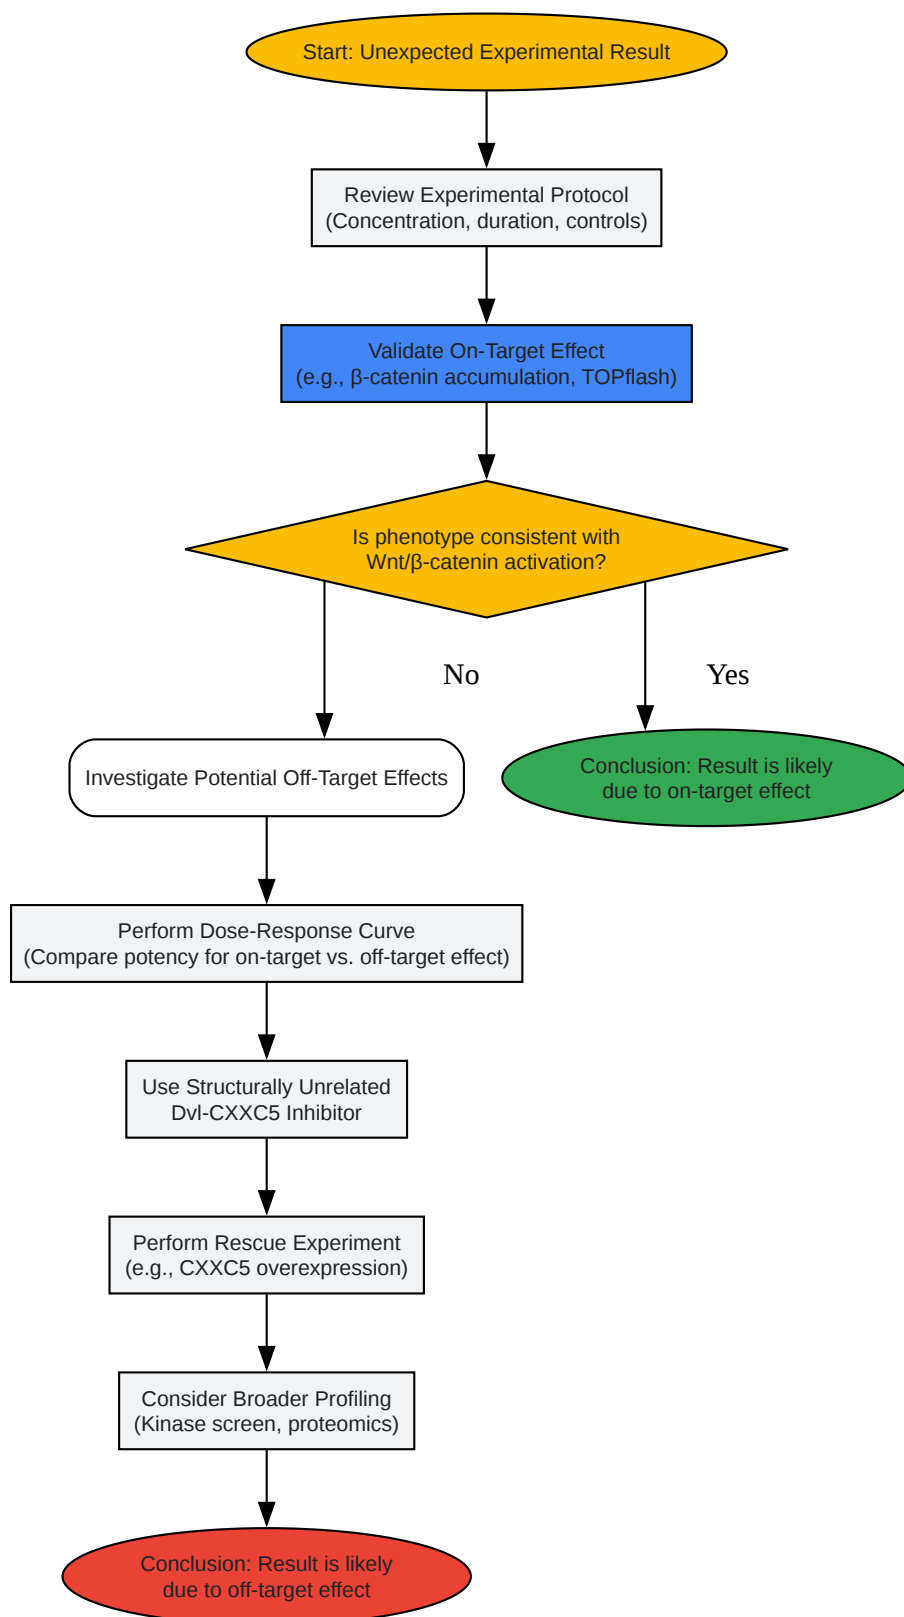 Start: Unexpected Experimental Result
Review Experimental Protocol
(Concentration, duration, controls)
Validate On-Target Effect
(e.g., β-catenin accumulation, TOPflash)
Is phenotype consistent with
Wnt/β-catenin activation?
No
Yes
Investigate Potential Off-Target Effects
Conclusion: Result is likely
due to on-target effect
Perform Dose-Response Curve
(Compare potency for on-target vs. off-target effect)
Use Structurally Unrelated
Dvl-CXXC5 Inhibitor
Perform Rescue Experiment
(e.g., CXXC5 overexpression)
Consider Broader Profiling
(Kinase screen, proteomics)
Conclusion: Result is likely
due to off-target effect